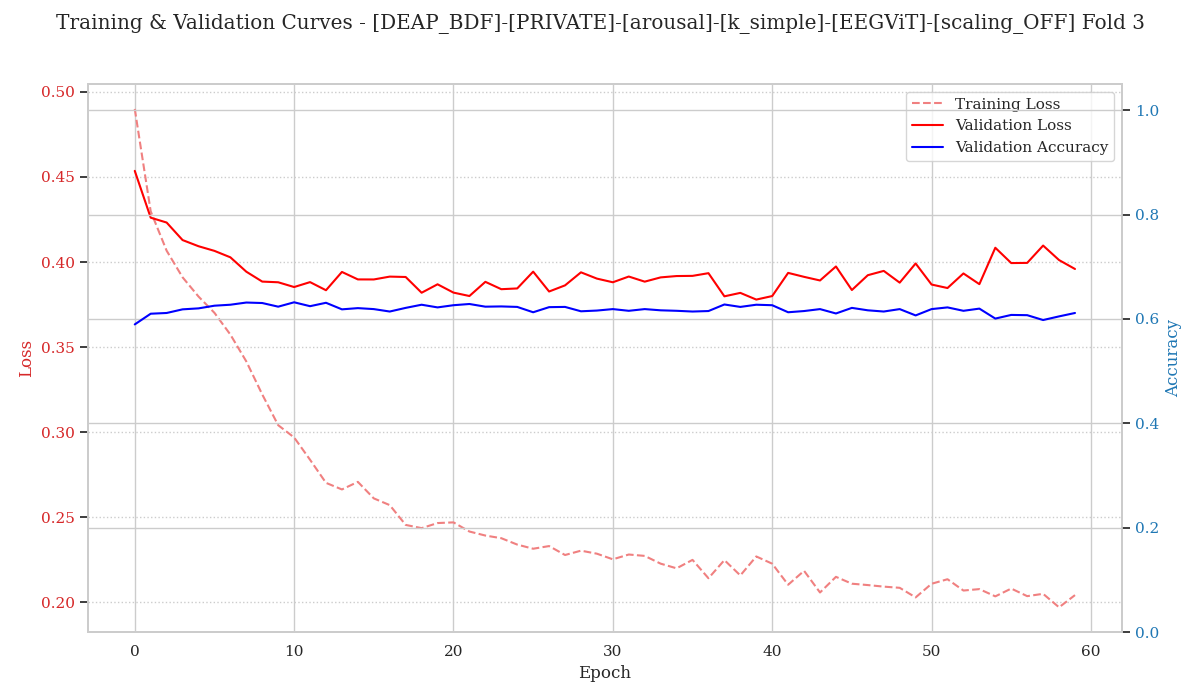 Training & Validation Curves - [DEAP_BDF]-[PRIVATE]-[arousal]-[k_simple]-[EEGViT]-[scaling_OFF] Fold 3
Training Loss
Validation Loss
Validation Accuracy
0.50
0.45
0.40
0.35
0.30
0.25
0.20
Loss
1.0
0.8
0.6
0.4
0.2
0.0
Accuracy
0
10
20
30
40
50
60
Epoch